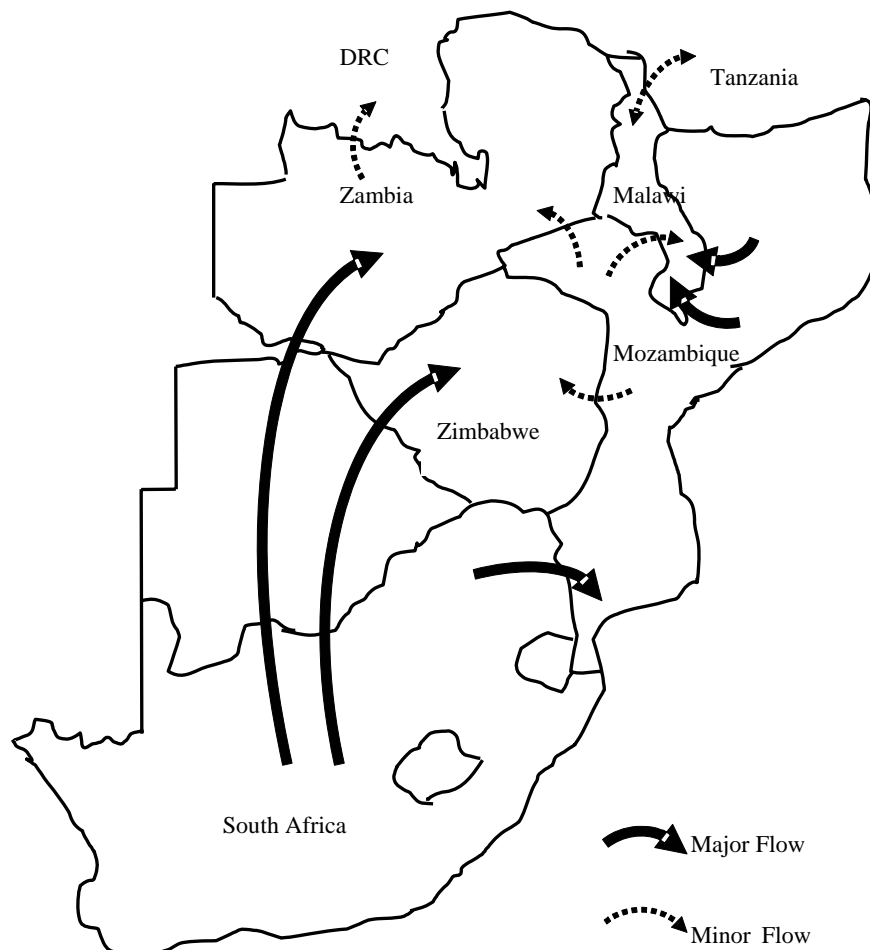 DRC
Tanzania
Zambia
Malawi
Mozambique
Zimbabwe
South Africa
Major Flow
Minor Flow